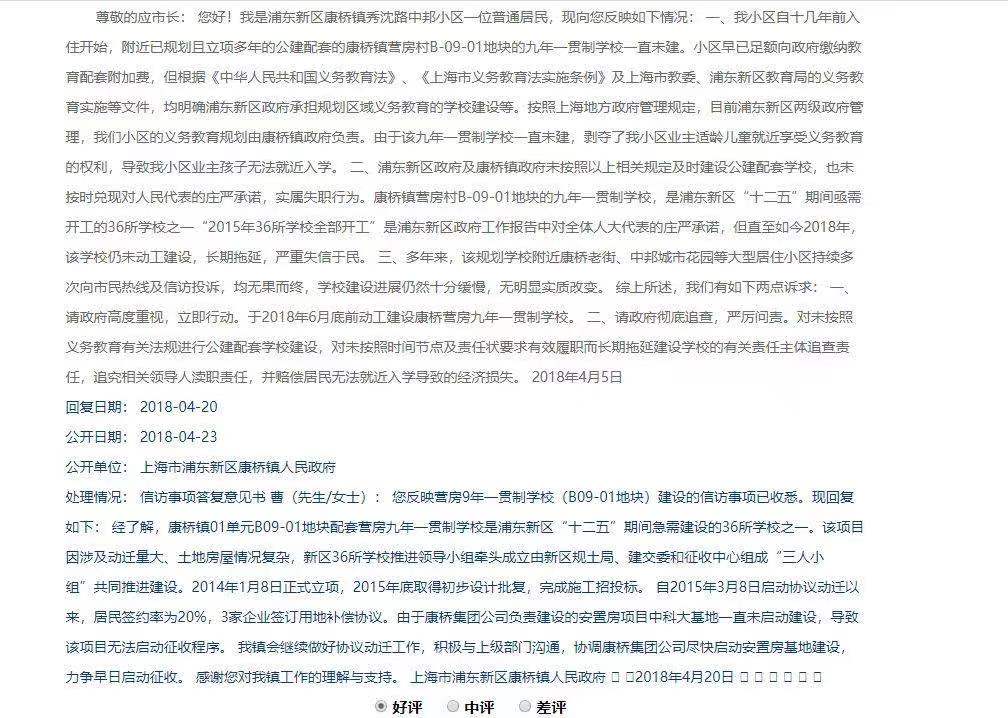 尊敬的应市长： 您好！我是浦东新区康桥镇秀沈路中邦小区一位普通居民，现向您反映如下情况： 一、我小区自十几年前入
住开始，附近已规划且立项多年的公建配套的康桥镇营房村B-09-01地块的九年一贯制学校一直未建。小区早已足额向政府缴纳教
育配套附加费，但根据《中华人民共和国义务教育法》、《上海市义务教育法实施条例》及上海市教委、浦东新区教育局的义务教
育实施等文件，均明确浦东新区政府承担规划区域义务教育的学校建设等。按照上海地方政府管理规定，目前浦东新区两级政府管
理，我们小区的义务教育规划由康桥镇政府负责。由于该九年一贯制学校一直未建，剥夺了我小区业主适龄儿童就近享受义务教育
的权利，导致我小区业主孩子无法就近入学。 二、浦东新区政府及康桥镇政府未按照以上相关规定及时建设公建配套学校，也未
按时兑现对人民代表的庄严承诺，实属失职行为。康桥镇营房村B-09-01地块的九年一贯制学校，是浦东新区“十二五”期间亟需
开工的36所学校之一“2015年36所学校全部开工”是浦东新区政府工作报告中对全体人大代表的庄严承诺，但直至如今2018年，
该学校仍未动工建设，长期拖延，严重失信于民。 三、多年来，该规划学校附近康桥老街、中邦城市花园等大型居住小区持续多
次向市民热线及信访投诉，均无果而终，学校建设进展仍然十分缓慢，无明显实质改变。 综上所述，我们有如下两点诉求： 一、
请政府高度重视，立即行动。于2018年6月底前动工建设康桥营房九年一贯制学校。 二、请政府彻底追查，严厉问责。对未按照
义务教育有关法规进行公建配套学校建设，对未按照时间节点及责任状要求有效履职而长期拖延建设学校的有关责任主体追查责
任，追究相关领导人渎职责任，并赔偿居民无法就近入学导致的经济损失。 2018年4月5日
回复日期： 2018-04-20
公开日期： 2018-04-23
公开单位： 上海市浦东新区康桥镇人民政府
处理情况： 信访事项答复意见书 曹（先生/女士）： 您反映营房9年一贯制学校（B09-01地块）建设的信访事项已收悉。现回复
如下： 经了解，康桥镇01单元B09-01地块配套营房九年一贯制学校是浦东新区“十二五”期间急需建设的36所学校之一。该项目
因涉及动迁量大、土地房屋情况复杂，新区36所学校推进领导小组牵头成立由新区规土局、建交委和征收中心组成“三人小
组”共同推进建设。2014年1月8日正式立项，2015年底取得初步设计批复，完成施工招投标。 自2015年3月8日启动协议动迁以
来，居民签约率为20%，3家企业签订用地补偿协议。由于康桥集团公司负责建设的安置房项目中科大基地一直未启动建设，导致
该项目无法启动征收程序。 我镇会继续做好协议动迁工作，积极与上级部门沟通，协调康桥集团公司尽快启动安置房基地建设，
力争早日启动征收。 感谢您对我镇工作的理解与支持。 上海市浦东新区康桥镇人民政府 2018年4月20日
好评 中评 差评